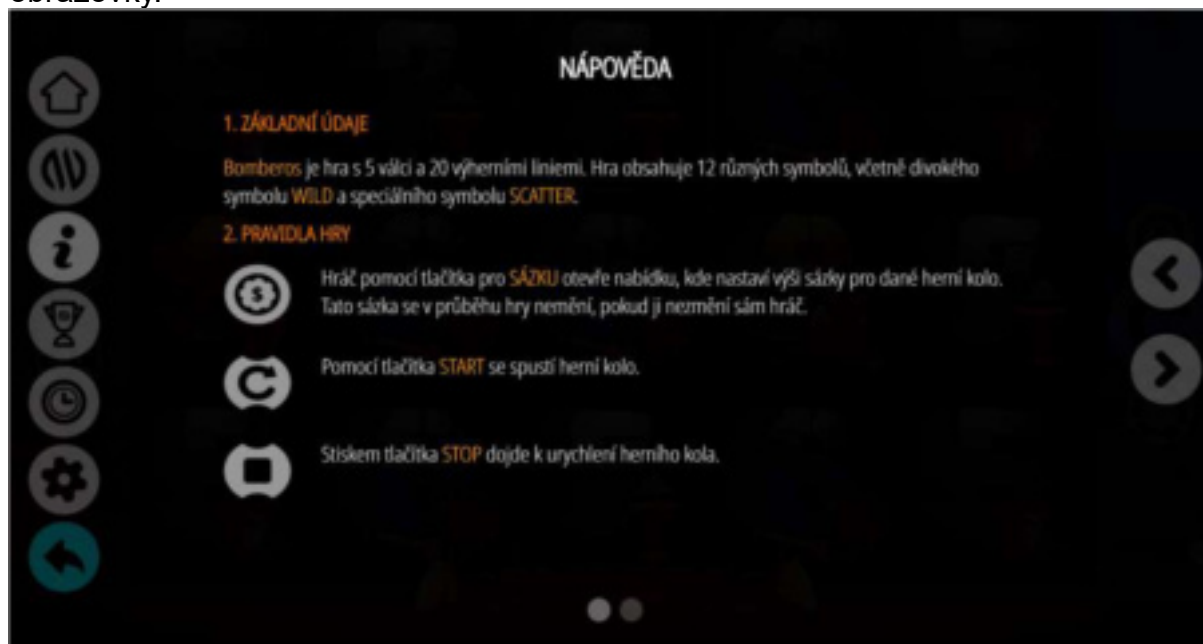 obrazovky.
NÁPOVĚDA
1. ZÁKLADNÍ ÚDAJE
Bomberos je hra s 5 válci a 20 výherními liniemi. Hra obsahuje 12 různých symbolů, včetně divokého
symbolu WILD a speciálního symbolu SCATTER.
2. PRAVIDLA HRY
Hráč pomocí tlačítka pro SÁZKU otevře nabídku, kde nastaví výši sázky pro dané herní kolo.
Tato sázka se v průběhu hry nemění, pokud ji nezmění sám hráč.
Pomocí tlačítka START se spustí herní kolo.
Stiskem tlačítka STOP dojde k urychlení herního kola.